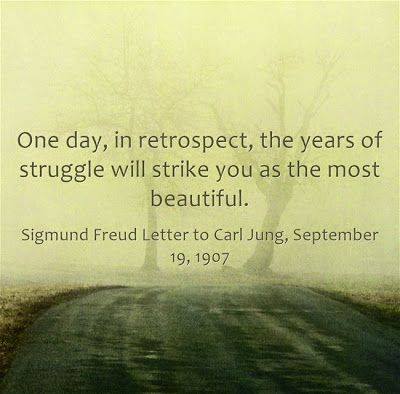 One day, in retrospect, the years of
struggle will strike you as the most
beautiful.
Sigmund Freud Letter to Carl Jung, September
19, 1907